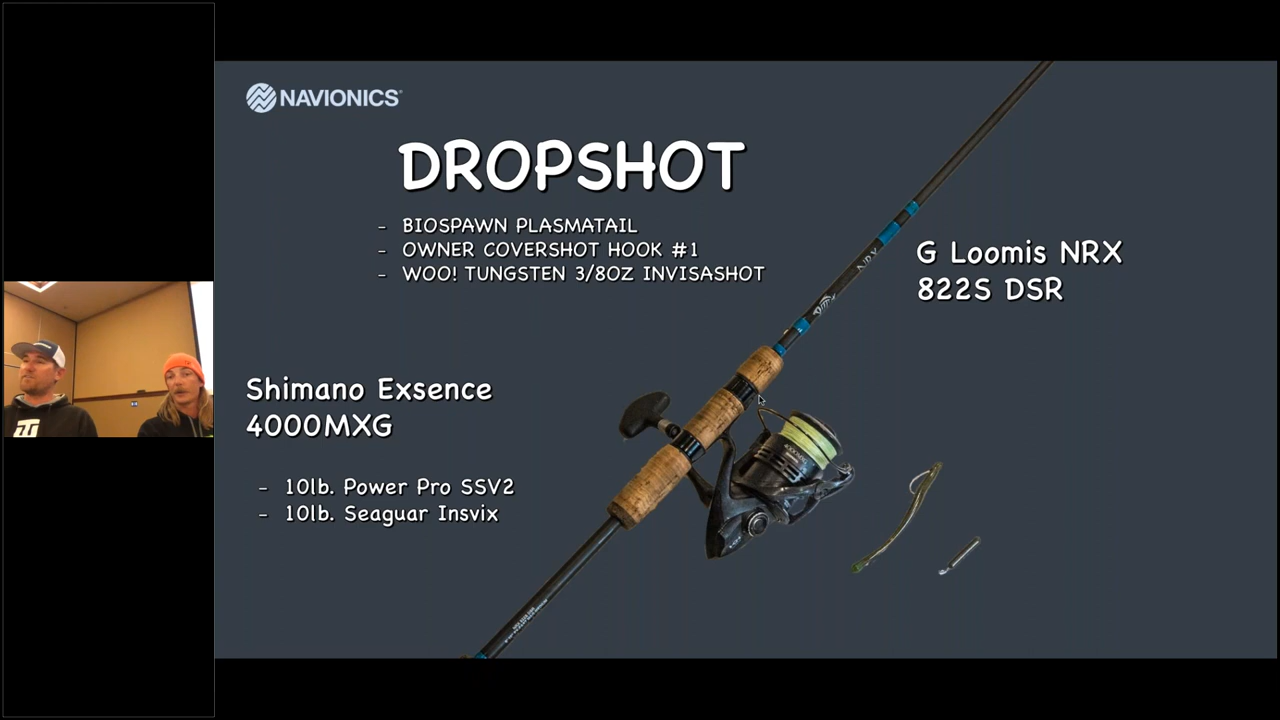 NAVIONICS
DROPSHOT
- BIOSPAWN PLASMATAIL
- OWNER COVERSHOT HOOK #1
- WOO! TUNGSTEN 3/8OZ INVISASHOT
G Loomis NRX
822S DSR
Shimano Exsence
4000MXG
- 10lb. Power Pro SSV2
- 10lb. Seaguar Insvix
NRX